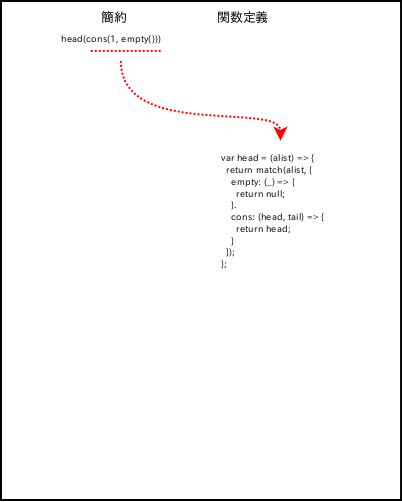 簡約 関数定義
head(cons(1, empty()))
var head = (alist) => {
return match(alist, {
empty: (_) => {
return null;
},
cons: (head, tail) => {
return head;
}
});
};